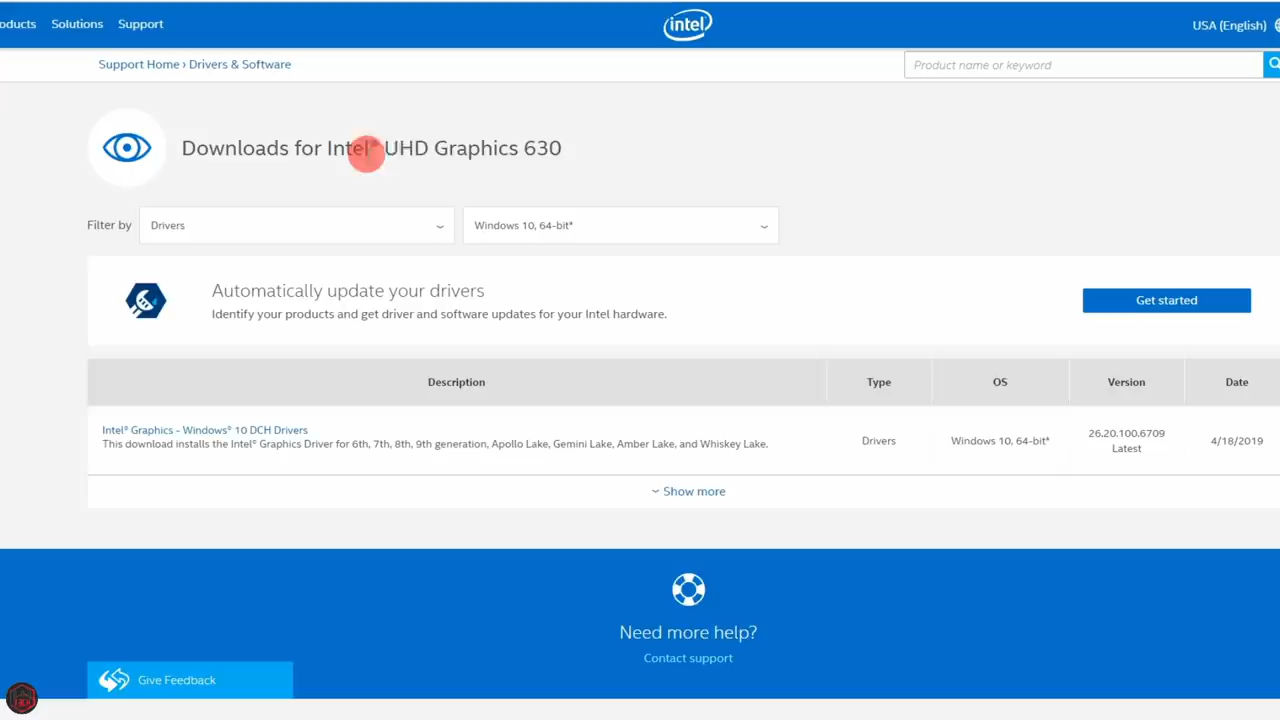 oducts Solutions Support
intel
USA (English)
Support Home › Drivers & Software
Product name or keyword
Downloads for Intel® UHD Graphics 630
Filter by
Drivers
Windows 10, 64-bit*
Automatically update your drivers
Identify your products and get driver and software updates for your Intel hardware.
Get started
Description Type OS Version Date
Intel® Graphics - Windows® 10 DCH Drivers
This download installs the Intel® Graphics Driver for 6th, 7th, 8th, 9th generation, Apollo Lake, Gemini Lake, Amber Lake, and Whiskey Lake.
Drivers
Windows 10, 64-bit*
26.20.100.6709
Latest
4/18/2019
Show more
Need more help?
Contact support
Give Feedback